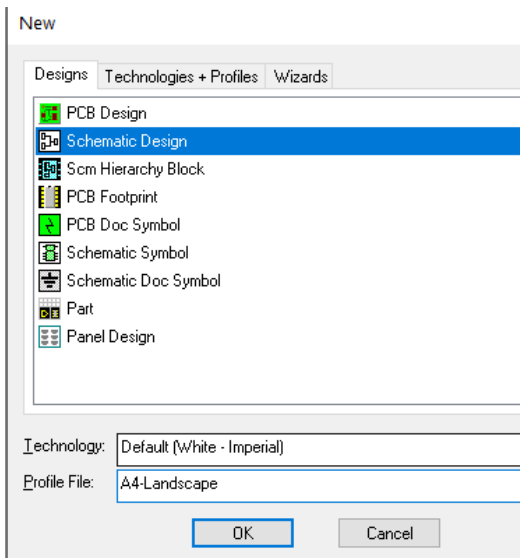 New
Designs Technologies + Profiles Wizards
PCB Design
Schematic Design
Scm Hierarchy Block
PCB Footprint
PCB Doc Symbol
Schematic Symbol
Schematic Doc Symbol
Part
Panel Design
Technology: Default (White - Imperial)
Profile File: A4-Landscape
OK Cancel